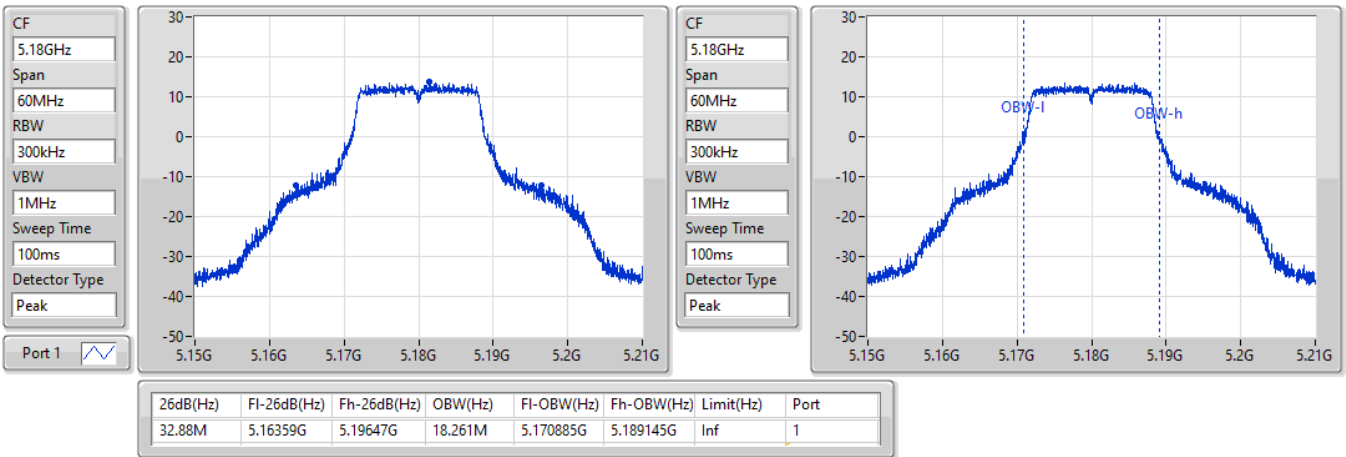 CF
5.18GHz
Span
60MHz
RBW
300kHz
VBW
1MHz
Sweep Time
100ms
Detector Type
Peak
Port 1
30
20
10
0
-10
-20
-30
-40
-50
5.15G 5.16G 5.17G 5.18G 5.19G 5.2G 5.21G
CF
5.18GHz
Span
60MHz
RBW
300kHz
VBW
1MHz
Sweep Time
100ms
Detector Type
Peak
30
20
10
0
-10
-20
-30
-40
-50
OBW-l
OBW-h
5.15G 5.16G 5.17G 5.18G 5.19G 5.2G 5.21G
26dB(Hz) Fl-26dB(Hz) Fh-26dB(Hz) OBW(Hz) Fl-OBW(Hz) Fh-OBW(Hz) Limit(Hz) Port
32.88M 5.16359G 5.19647G 18.261M 5.170885G 5.189145G Inf 1